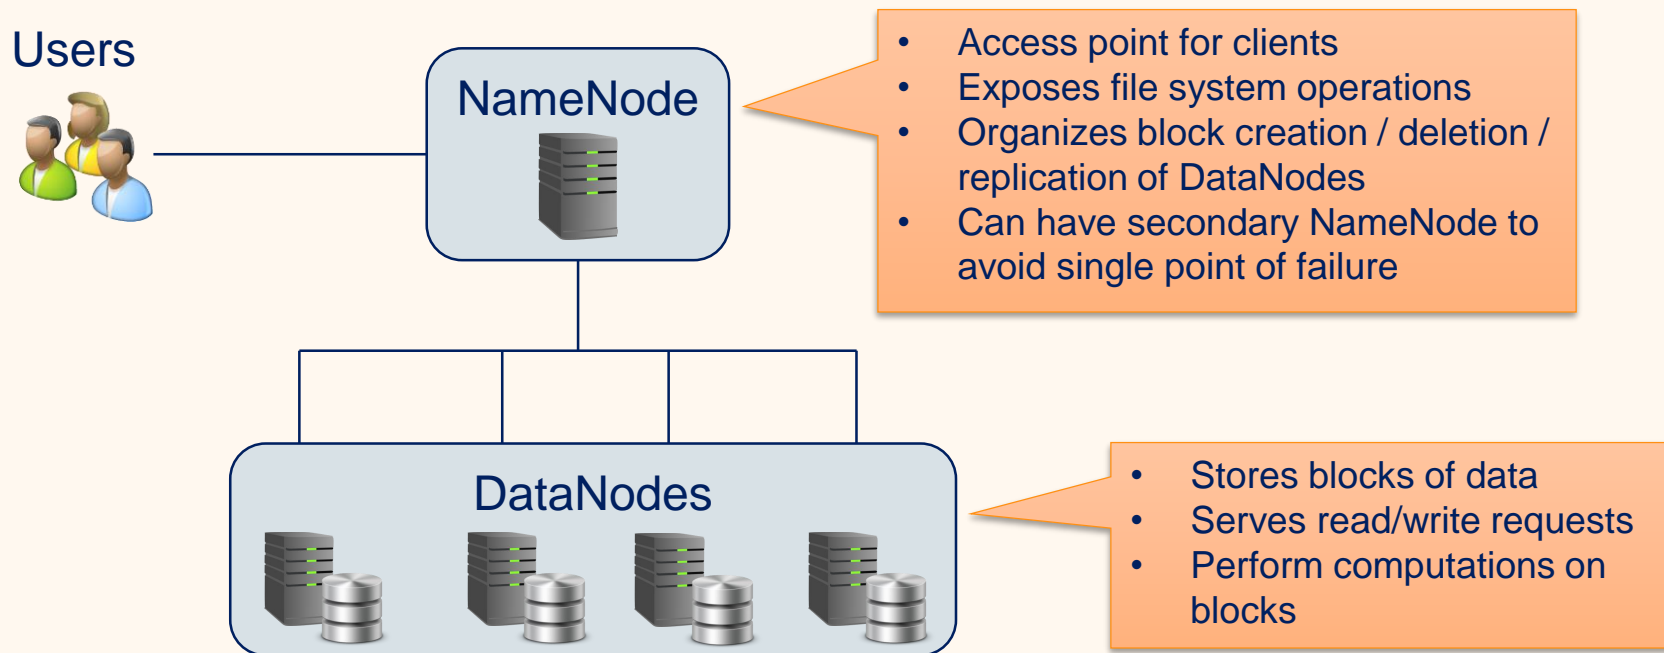 Users
NameNode
• Access point for clients
• Exposes file system operations
• Organizes block creation / deletion /
replication of DataNodes
• Can have secondary NameNode to
avoid single point of failure
DataNodes
• Stores blocks of data
• Serves read/write requests
• Perform computations on
blocks